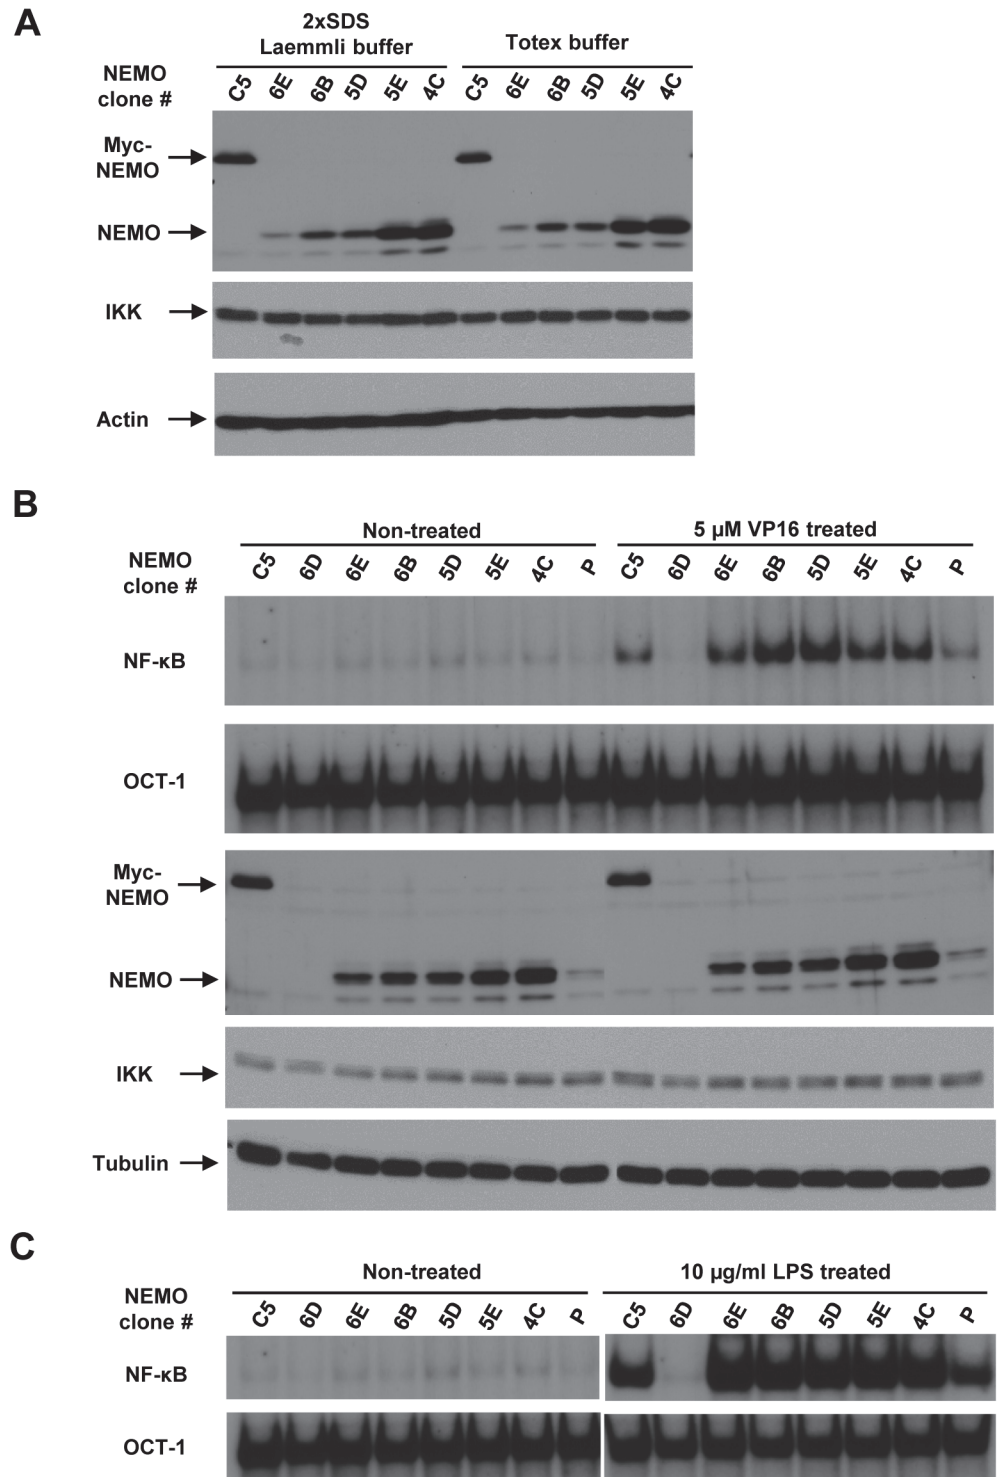 A
2xSDS
Laemmli buffer
Totex buffer
NEMO
clone #
C5 6E 6B 5D 5E 4C C5 6E 6B 5D 5E 4C
Myc-
NEMO
NEMO
IKK
Actin
B
Non-treated
5 µM VP16 treated
NEMO
clone #
C5 6D 6E 6B 5D 5E 4C P C5 6D 6E 6B 5D 5E 4C P
NF-κB
OCT-1
Myc-
NEMO
NEMO
IKK
Tubulin
C
Non-treated
10 µg/ml LPS treated
NEMO
clone #
C5 6D 6E 6B 5D 5E 4C P C5 6D 6E 6B 5D 5E 4C P
NF-κB
OCT-1